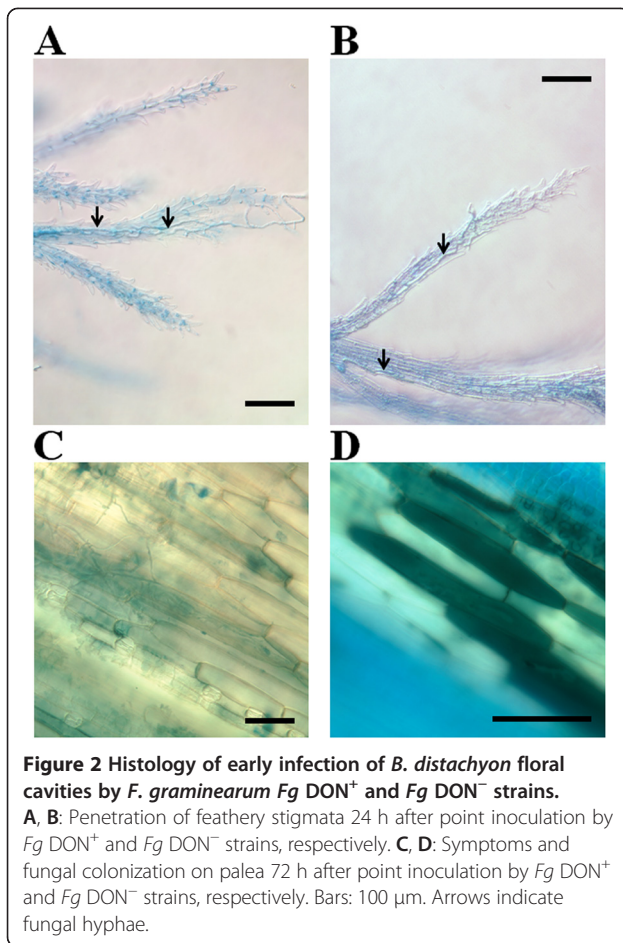 A
B
C
D
Figure 2 Histology of early infection of B. distachyon floral
cavities by F. graminearum Fg DON⁺ and Fg DON⁻ strains.
A, B: Penetration of feathery stigmata 24 h after point inoculation by
Fg DON⁺ and Fg DON⁻ strains, respectively. C, D: Symptoms and
fungal colonization on palea 72 h after point inoculation by Fg DON⁺
and Fg DON⁻ strains, respectively. Bars: 100 μm. Arrows indicate
fungal hyphae.